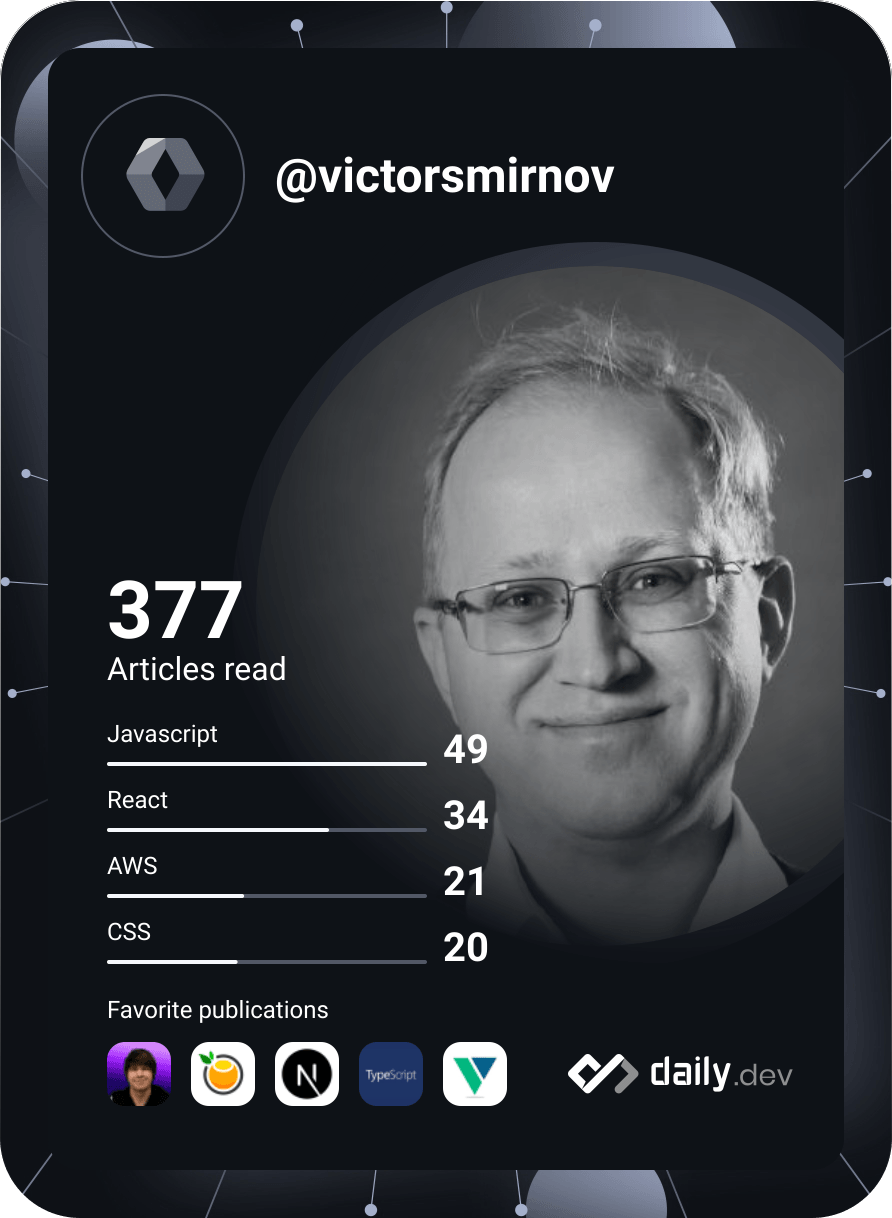 @victorsmirnov
377
Articles read
Javascript
49
React
34
AWS
21
CSS
20
Favorite publications
N
TypeScript
V
daily.dev